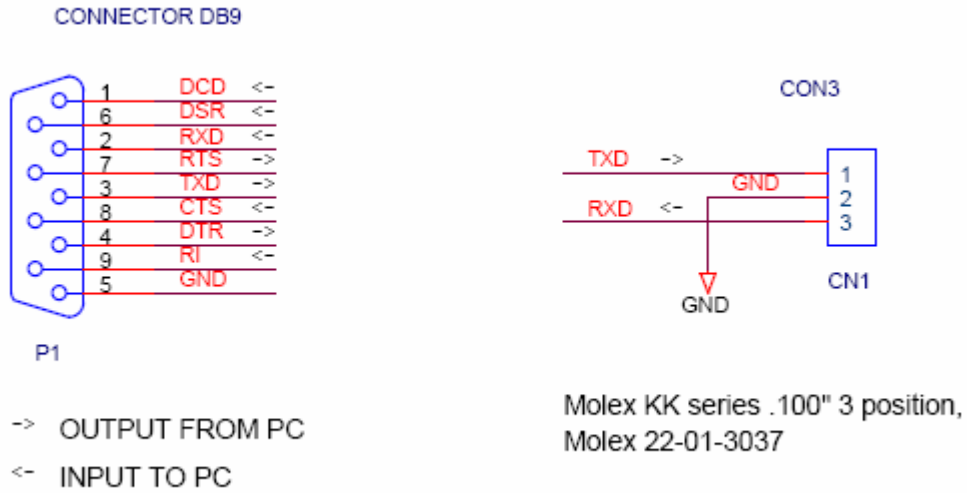 CONNECTOR DB9
1 DCD <-
6 DSR <-
2 RXD <-
7 RTS ->
3 TXD ->
8 CTS <-
4 DTR ->
9 RI <-
5 GND
P1
-> OUTPUT FROM PC
<- INPUT TO PC
CON3
TXD -> 1
GND 2
RXD <- 3
GND
CN1
Molex KK series .100" 3 position,
Molex 22-01-3037